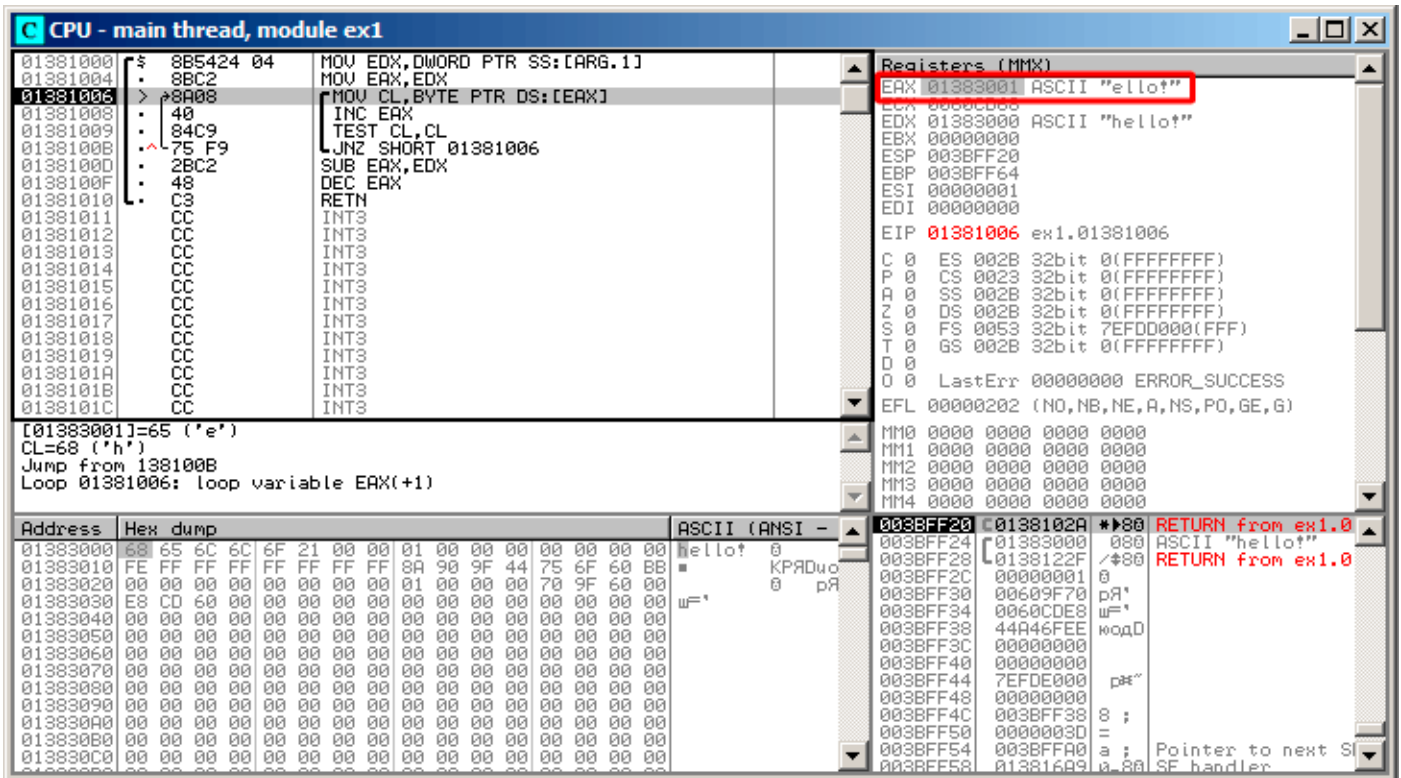 C CPU - main thread, module ex1
01381000 $ 8B5424 04 MOV EDX,DWORD PTR SS:[ARG.1]
01381004 . 8BC2 MOV EAX,EDX
01381006 > 8A08 MOV CL,BYTE PTR DS:[EAX]
01381008 . 40 INC EAX
01381009 . 84C9 TEST CL,CL
0138100B .^ 75 F9 JNZ SHORT 01381006
0138100D . 2BC2 SUB EAX,EDX
0138100F . 48 DEC EAX
01381010 . C3 RETN
01381011 CC INT3
01381012 CC INT3
01381013 CC INT3
01381014 CC INT3
01381015 CC INT3
01381016 CC INT3
01381017 CC INT3
01381018 CC INT3
01381019 CC INT3
0138101A CC INT3
0138101B CC INT3
0138101C CC INT3
[01383001]=65 ('e')
CL=68 ('h')
Jump from 138100B
Loop 01381006: loop variable EAX(+1)
Registers (MMX)
EAX 01383001 ASCII "ello!"
ECX
EDX 01383000 ASCII "hello!"
EBX 00000000
ESP 003BFF20
EBP 003BFF64
ESI 00000001
EDI 00000000
EIP 01381006 ex1.01381006
C 0 ES 002B 32bit 0(FFFFFFFF)
P 0 CS 0023 32bit 0(FFFFFFFF)
A 0 SS 002B 32bit 0(FFFFFFFF)
Z 0 DS 002B 32bit 0(FFFFFFFF)
S 0 FS 0053 32bit 7EFDD000(FFF)
T 0 GS 002B 32bit 0(FFFFFFFF)
D 0
O 0 LastErr 00000000 ERROR_SUCCESS
EFL 00000202 (NO,NB,NE,A,NS,PO,GE,G)
MM0 0000 0000 0000 0000
MM1 0000 0000 0000 0000
MM2 0000 0000 0000 0000
MM3 0000 0000 0000 0000
MM4 0000 0000 0000 0000
Address Hex dump ASCII (ANSI -
01383000 68 65 6C 6C 6F 21 00 00 01 00 00 00 00 00 00 00 hello! 0
01383010 FE FF FF FF FF FF FF FF 8A 90 9F 44 75 6F 60 BB ■ КРЯDuo
01383020 00 00 00 00 00 00 00 00 01 00 00 00 70 9F 60 00 0 pЯ
01383030 E8 CD 60 00 00 00 00 00 00 00 00 00 00 00 00 00 ш='
01383040 00 00 00 00 00 00 00 00 00 00 00 00 00 00 00 00
01383050 00 00 00 00 00 00 00 00 00 00 00 00 00 00 00 00
01383060 00 00 00 00 00 00 00 00 00 00 00 00 00 00 00 00
01383070 00 00 00 00 00 00 00 00 00 00 00 00 00 00 00 00
01383080 00 00 00 00 00 00 00 00 00 00 00 00 00 00 00 00
01383090 00 00 00 00 00 00 00 00 00 00 00 00 00 00 00 00
013830A0 00 00 00 00 00 00 00 00 00 00 00 00 00 00 00 00
013830B0 00 00 00 00 00 00 00 00 00 00 00 00 00 00 00 00
013830C0 00 00 00 00 00 00 00 00 00 00 00 00 00 00 00 00
003BFF20 0138102A *►80 RETURN from ex1.0
003BFF24 01383000 080 ASCII "hello!"
003BFF28 0138122F /‡80 RETURN from ex1.0
003BFF2C 00000001 0
003BFF30 00609F70 pЯ'
003BFF34 0060CDE8 ш='
003BFF38 44A46FEE юодD
003BFF3C 00000000
003BFF40 00000000
003BFF44 7EFDE000
003BFF48 00000000
003BFF4C 003BFF38 8 ;
003BFF50 0000003D =
003BFF54 003BFFA0 а ; Pointer to next S
003BFF58 013816A9 SE handler